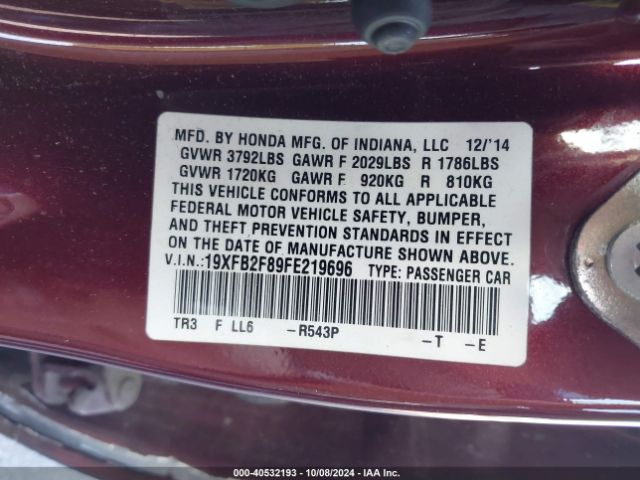 MFD. BY HONDA MFG. OF INDIANA, LLC 12/'14
GVWR 3792LBS GAWR F 2029LBS R 1786LBS
GVWR 1720KG GAWR F 920KG R 810KG
THIS VEHICLE CONFORMS TO ALL APPLICABLE
FEDERAL MOTOR VEHICLE SAFETY, BUMPER,
AND THEFT PREVENTION STANDARDS IN EFFECT
ON THE DATE OF MANUFACTURE SHOWN ABOVE.
V.I.N.:19XFB2F89FE219696 TYPE: PASSENGER CAR
TR3 F LL6 -R543P -T -E
000-40532193 - 10/08/2024 - IAA Inc.